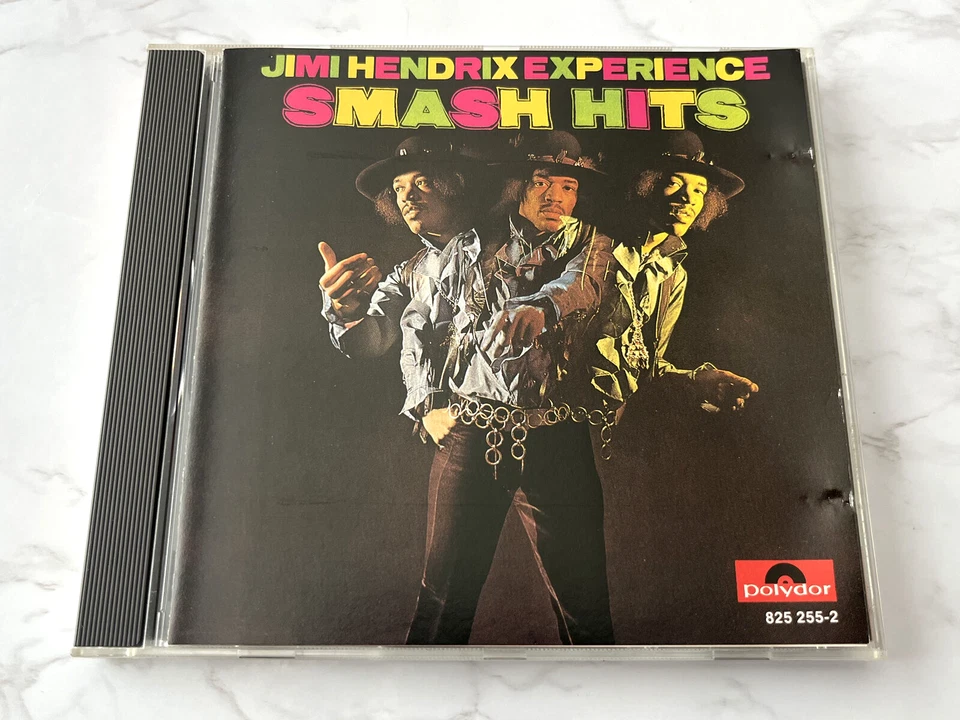 JIMI HENDRIX EXPERIENCE
SMASH HITS
polydor
825 255-2